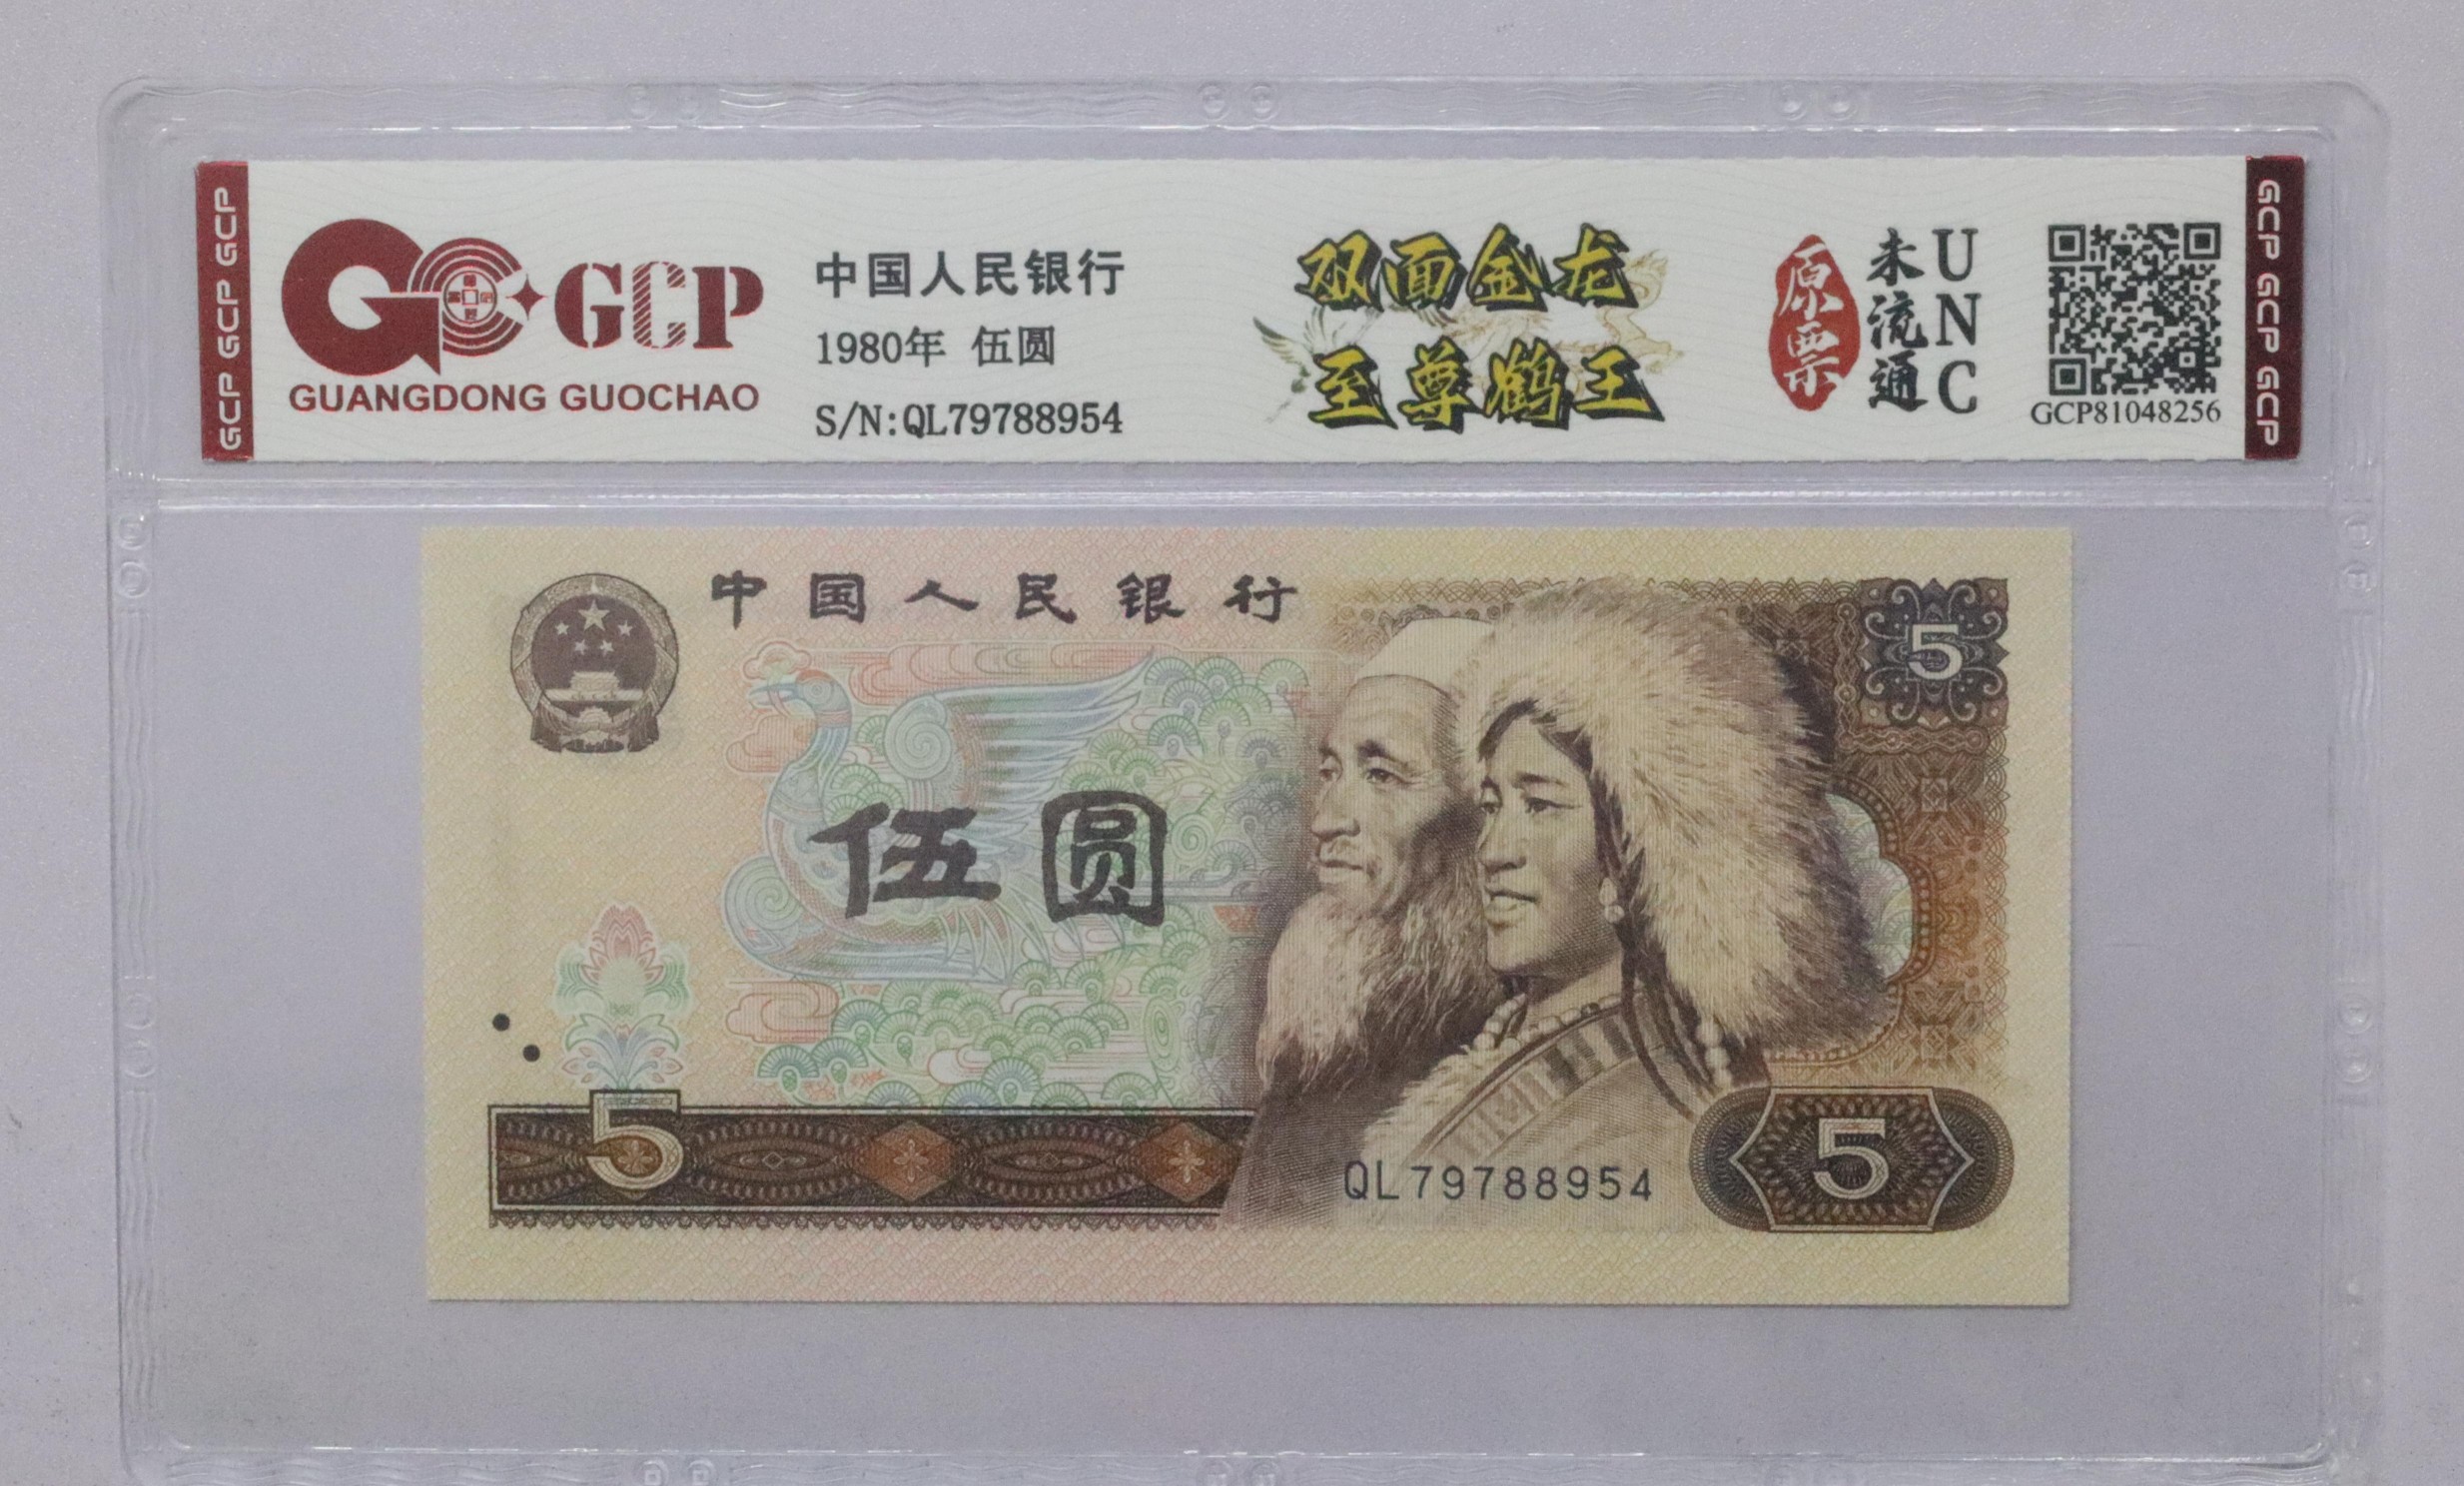 GCP GCP GCP
GCP
GUANGDONG GUOCHAO
中国人民银行
1980年 伍圆
S/N:QL79788954
双面金龙
至尊鹤王
原票
未流通
UNC
GCP81048256
GCP GCP GCP
中国人民银行
5
伍圆
5
QL79788954
5